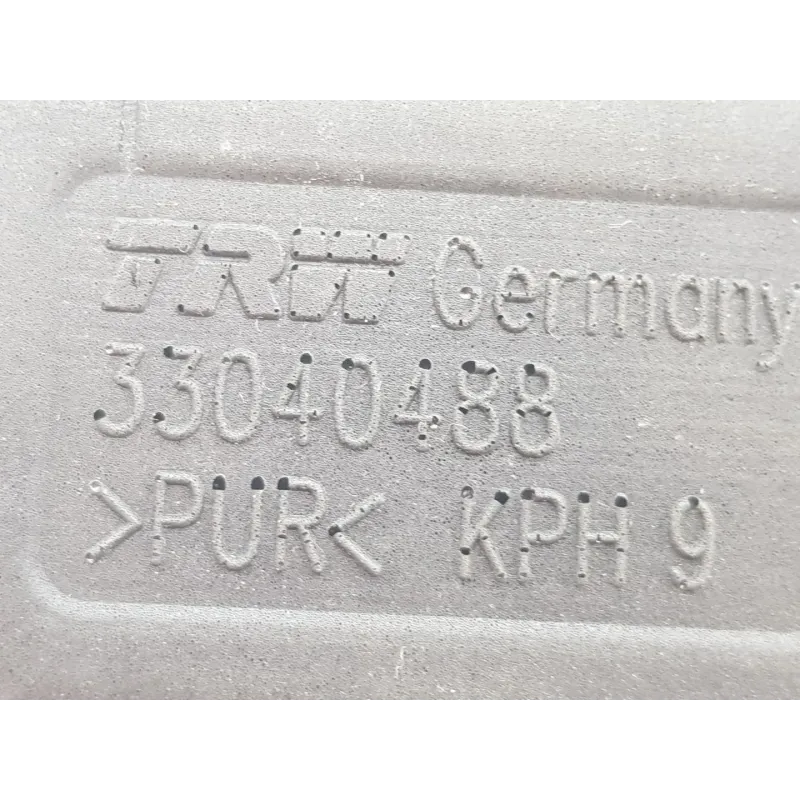 TRW Germany
33040488
>PUR< KPH 9